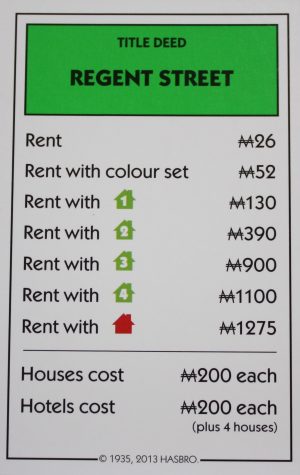 TITLE DEED
REGENT STREET
Rent ₩26
Rent with colour set ₩52
Rent with 1 ₩130
Rent with 2 ₩390
Rent with 3 ₩900
Rent with 4 ₩1100
Rent with ₩1275
Houses cost ₩200 each
Hotels cost ₩200 each
(plus 4 houses)
© 1935, 2013 HASBRO.